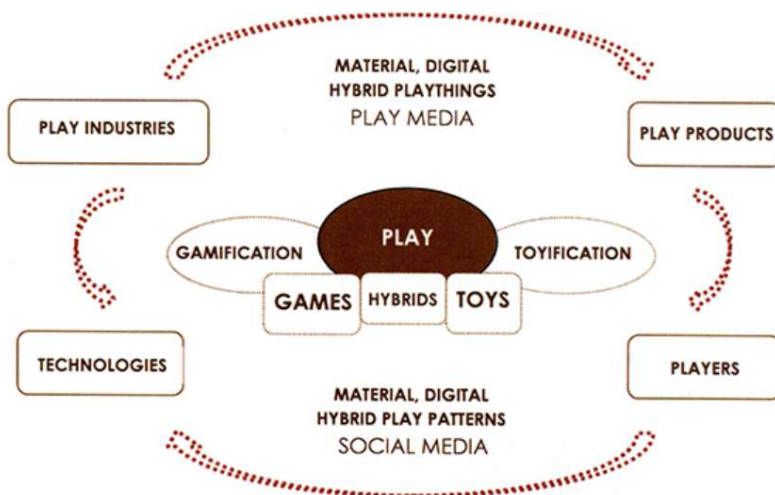 MATERIAL, DIGITAL
HYBRID PLAYTHINGS
PLAY MEDIA
PLAY INDUSTRIES
PLAY PRODUCTS
PLAY
GAMIFICATION
TOYIFICATION
GAMES
HYBRIDS
TOYS
TECHNOLOGIES
PLAYERS
MATERIAL, DIGITAL
HYBRID PLAY PATTERNS
SOCIAL MEDIA